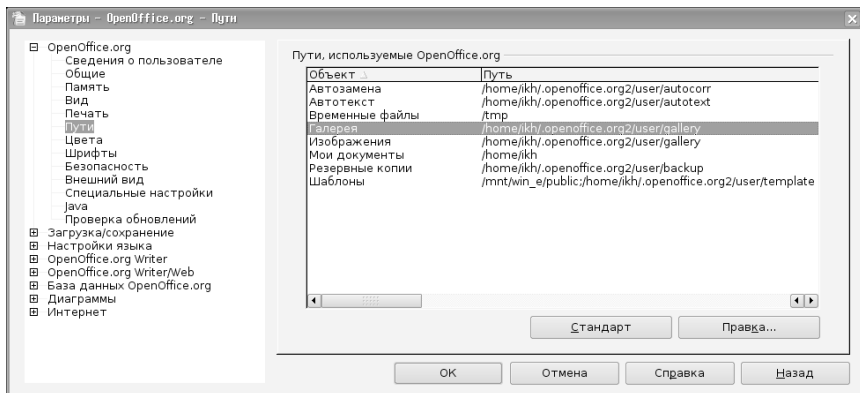 Параметры - OpenOffice.org - Пути
OpenOffice.org
Сведения о пользователе
Общие
Память
Вид
Печать
Пути
Цвета
Шрифты
Безопасность
Внешний вид
Специальные настройки
Java
Проверка обновлений
Загрузка/сохранение
Настройки языка
OpenOffice.org Writer
OpenOffice.org Writer/Web
База данных OpenOffice.org
Диаграммы
Интернет
Пути, используемые OpenOffice.org
Объект Путь
Автозамена /home/ikh/.openoffice.org2/user/autocorr
Автотекст /home/ikh/.openoffice.org2/user/autotext
Временные файлы /tmp
Галерея /home/ikh/.openoffice.org2/user/gallery
Изображения /home/ikh/.openoffice.org2/user/gallery
Мои документы /home/ikh
Резервные копии /home/ikh/.openoffice.org2/user/backup
Шаблоны /mnt/win_e/public;/home/ikh/.openoffice.org2/user/template
Стандарт Правка...
OK Отмена Справка Назад